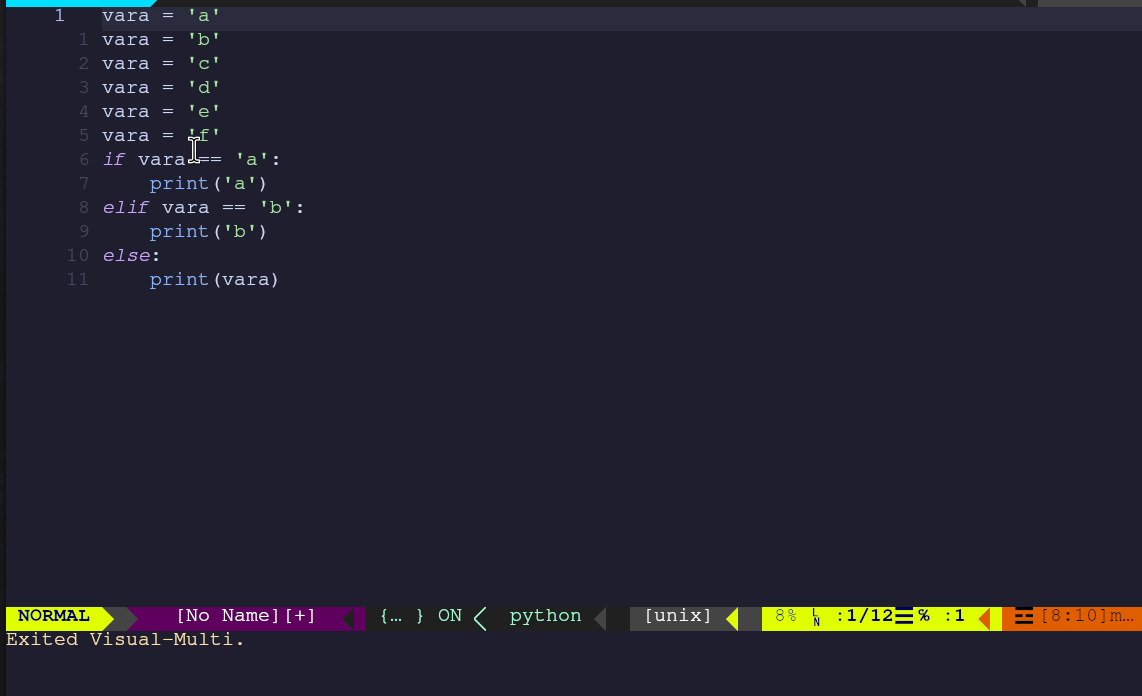 1 vara = 'a'
1 vara = 'b'
2 vara = 'c'
3 vara = 'd'
4 vara = 'e'
5 vara = 'f'
6 if vara == 'a':
7     print('a')
8 elif vara == 'b':
9     print('b')
10 else:
11     print(vara)
NORMAL [No Name][+] {… } ON python [unix] 8% LN :1/12☰% :1 ☲[8:10]m…
Exited Visual-Multi.